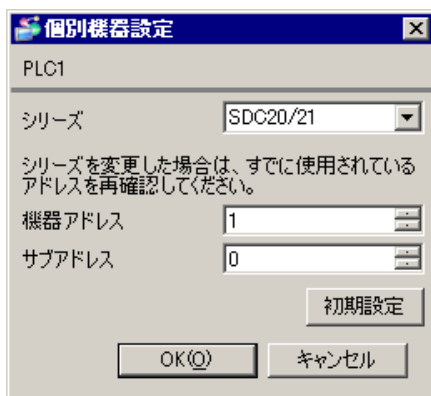 個別機器設定
PLC1
シリーズ SDC20/21
シリーズを変更した場合は、すでに使用されている
アドレスを再確認してください。
機器アドレス 1
サブアドレス 0
初期設定
OK(O) キャンセル